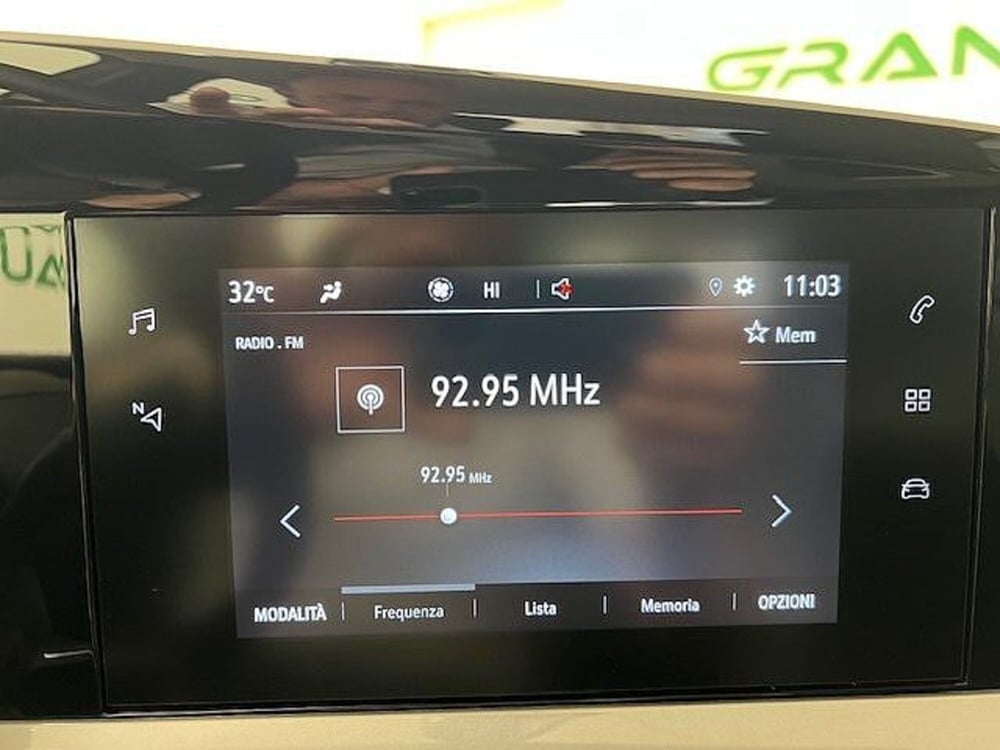 GRAN
32°C HI 11:03
RADIO . FM
Mem
92.95 MHz
92.95 MHz
N
MODALITÀ Frequenza Lista Memoria OPZIONI